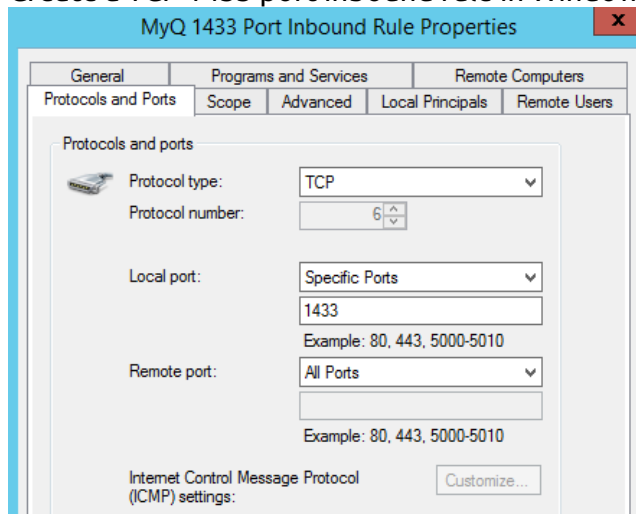 MyQ 1433 Port Inbound Rule Properties
x
General Programs and Services Remote Computers
Protocols and Ports Scope Advanced Local Principals Remote Users
Protocols and ports
Protocol type: TCP
Protocol number: 6
Local port: Specific Ports
1433
Example: 80, 443, 5000-5010
Remote port: All Ports
Example: 80, 443, 5000-5010
Internet Control Message Protocol Customize...
(ICMP) settings: